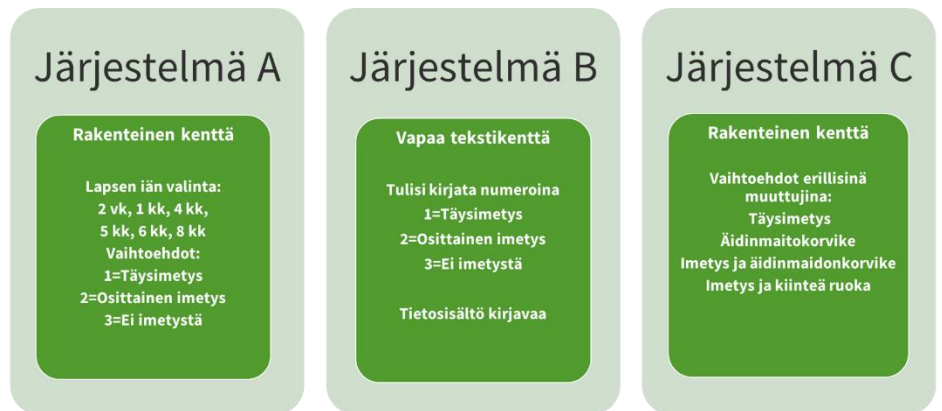 Järjestelmä A
Rakenteinen kenttä
Lapsen iän valinta:
2 vk, 1 kk, 4 kk,
5 kk, 6 kk, 8 kk
Vaihtoehdot:
1=Täysimetys
2=Osittainen imetys
3=Ei imetystä
Järjestelmä B
Vapaa tekstikenttä
Tulisi kirjata numeroina
1=Täysimetys
2=Osittainen imetys
3=Ei imetystä
Tietosisältö kirjavaa
Järjestelmä C
Rakenteinen kenttä
Vaihtoehdot erillisinä
muuttujina:
Täysimetys
Äidinmaitokorvike
Imetys ja äidinmaidonkorvike
Imetys ja kiinteä ruoka